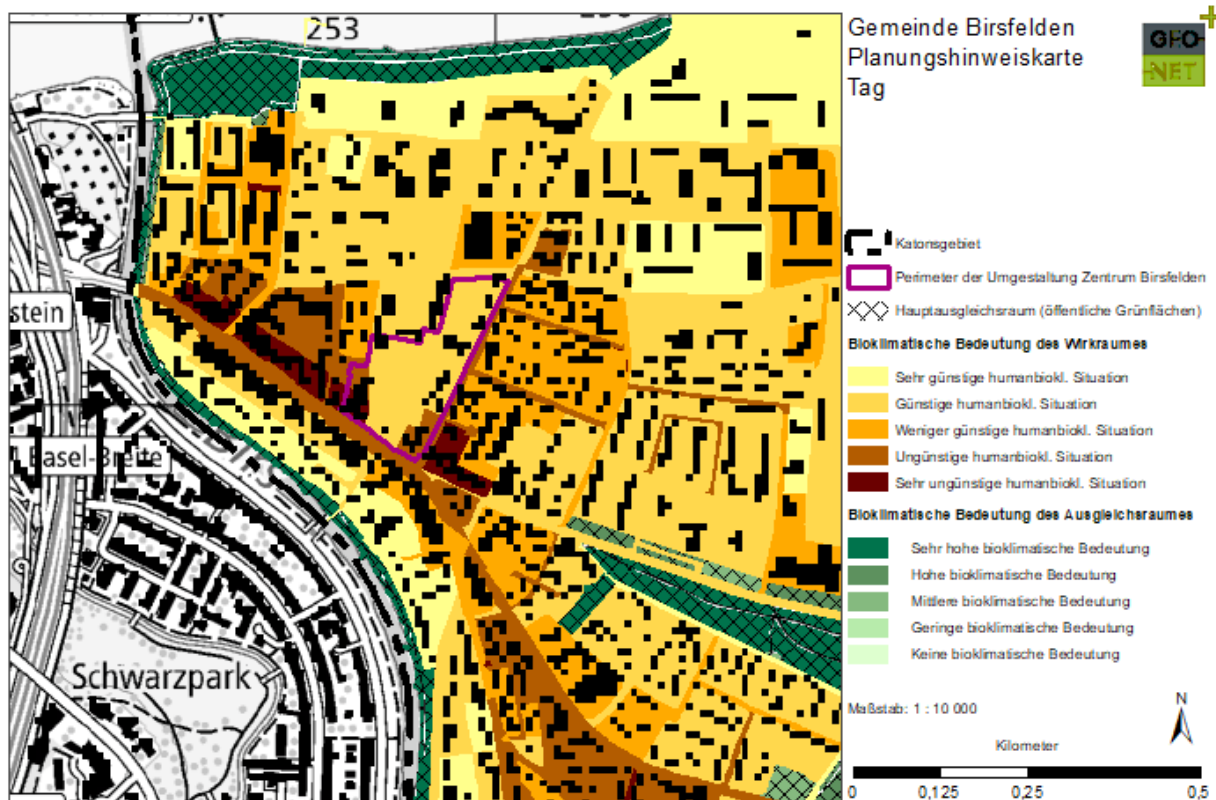 253
Gemeinde Birsfelden
Planungshinweiskarte
Tag
GEO
NET
Katonsgebiet
Perimeter der Umgestaltung Zentrum Birsfelden
Hauptausgleichsraum (öffentliche Grünflächen)
Bioklimatische Bedeutung des Wirkraumes
Sehr günstige humanbiokl. Situation
Günstige humanbiokl. Situation
Weniger günstige humanbiokl. Situation
Ungünstige humanbiokl. Situation
Sehr ungünstige humanbiokl. Situation
Bioklimatische Bedeutung des Ausgleichsraumes
Sehr hohe bioklimatische Bedeutung
Hohe bioklimatische Bedeutung
Mittlere bioklimatische Bedeutung
Geringe bioklimatische Bedeutung
Keine bioklimatische Bedeutung
Maßstab: 1 : 10 000
N
Kilometer
0 0,125 0,25 0,5
stein
Basel-Breite
Schwarzpark